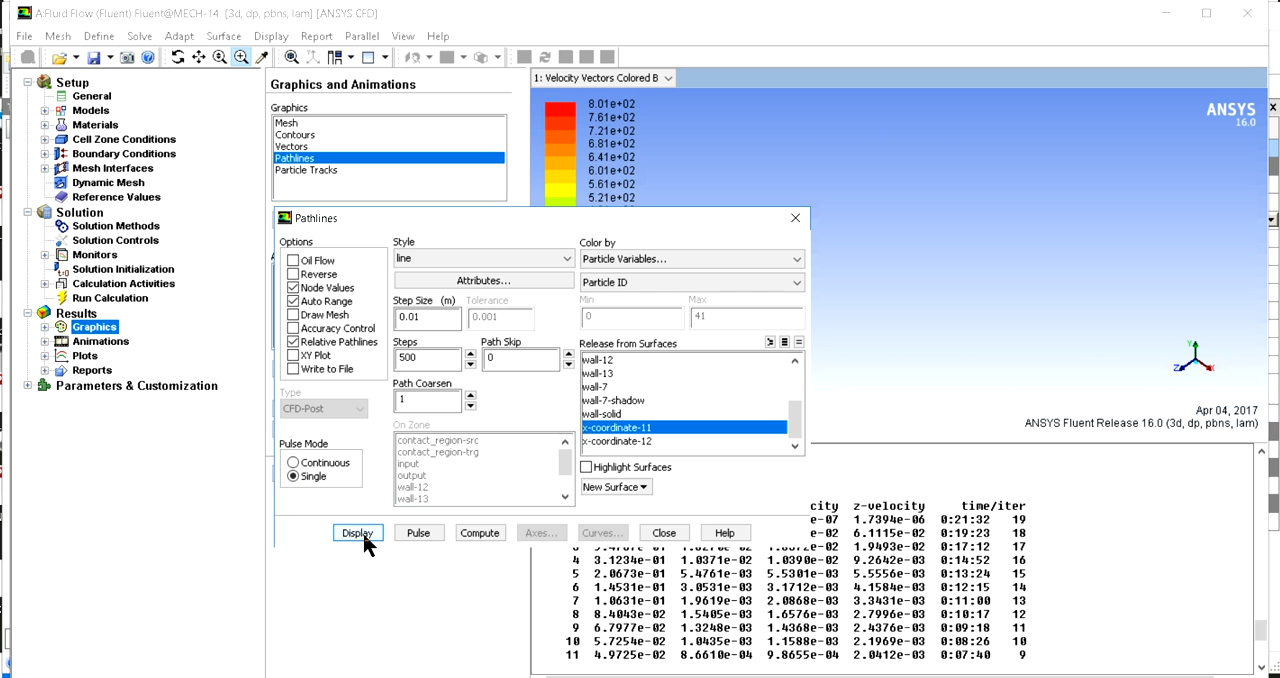 A:Fluid Flow (Fluent) Fluent@MECH-14 [3d, dp, pbns, lam] [ANSYS CFD]
File Mesh Define Solve Adapt Surface Display Report Parallel View Help
Setup
General
Models
Materials
Cell Zone Conditions
Boundary Conditions
Mesh Interfaces
Dynamic Mesh
Reference Values
Solution
Solution Methods
Solution Controls
Monitors
Solution Initialization
Calculation Activities
Run Calculation
Results
Graphics
Animations
Plots
Reports
Parameters & Customization
Graphics and Animations
Graphics
Mesh
Contours
Vectors
Pathlines
Particle Tracks
1: Velocity Vectors Colored B
8.01e+02
7.61e+02
7.21e+02
6.81e+02
6.41e+02
6.01e+02
5.61e+02
5.21e+02
ANSYS
16.0
Y
Z X
Apr 04, 2017
ANSYS Fluent Release 16.0 (3d, dp, pbns, lam)
Pathlines
Options
Oil Flow
Reverse
Node Values
Auto Range
Draw Mesh
Accuracy Control
Relative Pathlines
XY Plot
Write to File
Type
CFD-Post
Pulse Mode
Continuous
Single
Style
line
Attributes...
Step Size (m) Tolerance
0.01 0.001
Steps Path Skip
500 0
Path Coarsen
1
On Zone
contact_region-src
contact_region-trg
input
output
wall-12
wall-13
Color by
Particle Variables...
Particle ID
Min Max
0 41
Release from Surfaces
wall-12
wall-13
wall-7
wall-7-shadow
wall-solid
x-coordinate-11
x-coordinate-12
Highlight Surfaces
New Surface
Display Pulse Compute Axes... Curves... Close Help
city z-velocity time/iter
e-07 1.7394e-06 0:21:32 19
e-02 6.1115e-02 0:19:23 18
e-02 1.9493e-02 0:17:12 17
4 3.1234e-01 1.0371e-02 1.0390e-02 9.2642e-03 0:14:52 16
5 2.0673e-01 5.4761e-03 5.5301e-03 5.5556e-03 0:13:24 15
6 1.4531e-01 3.0531e-03 3.1712e-03 4.1584e-03 0:12:15 14
7 1.0631e-01 1.9619e-03 2.0868e-03 3.3431e-03 0:11:00 13
8 8.4043e-02 1.5405e-03 1.6576e-03 2.7996e-03 0:10:17 12
9 6.7977e-02 1.3248e-03 1.4368e-03 2.4376e-03 0:09:18 11
10 5.7254e-02 1.0435e-03 1.1588e-03 2.1969e-03 0:08:26 10
11 4.9725e-02 8.6610e-04 9.8655e-04 2.0412e-03 0:07:40 9